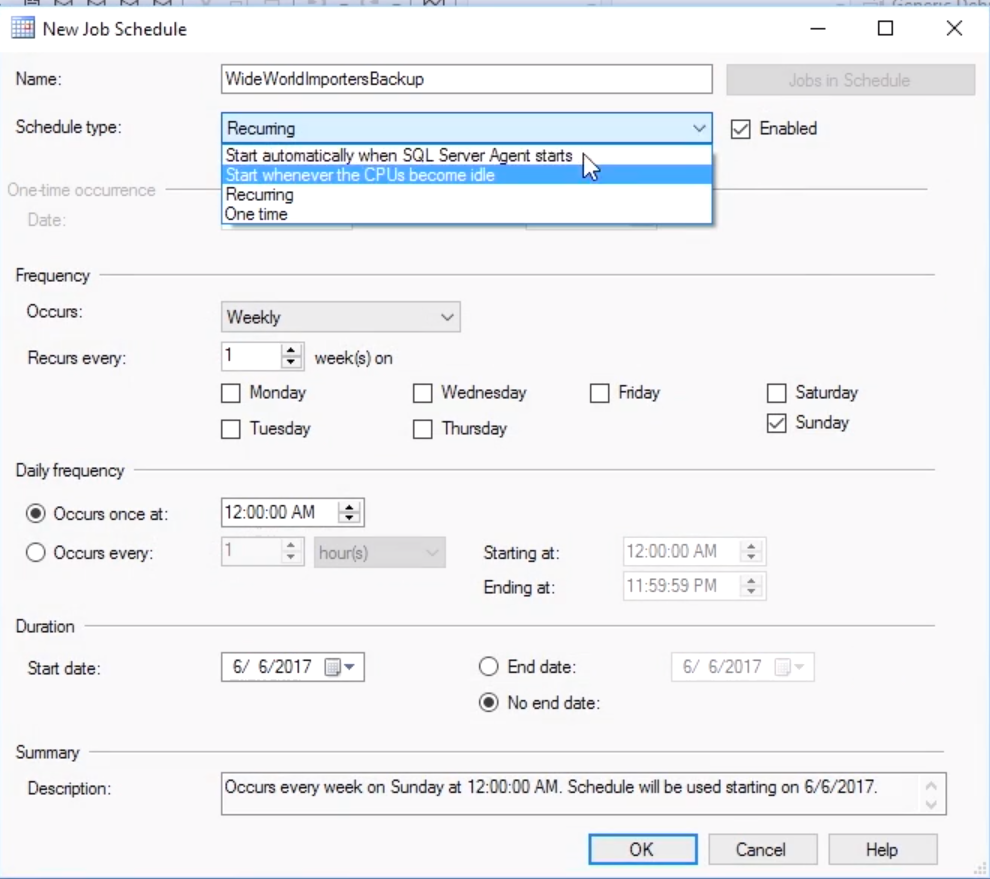 New Job Schedule
Name: WideWorldImportersBackup Jobs in Schedule
Schedule type: Recurring Enabled
Start automatically when SQL Server Agent starts
Start whenever the CPUs become idle
Recurring
One time
One-time occurrence
Date:
Frequency
Occurs: Weekly
Recurs every: 1 week(s) on
Monday Wednesday Friday Saturday
Tuesday Thursday Sunday
Daily frequency
Occurs once at: 12:00:00 AM
Occurs every: 1 hour(s) Starting at: 12:00:00 AM
Ending at: 11:59:59 PM
Duration
Start date: 6/ 6/2017 End date: 6/ 6/2017
No end date:
Summary
Description: Occurs every week on Sunday at 12:00:00 AM. Schedule will be used starting on 6/6/2017.
OK Cancel Help